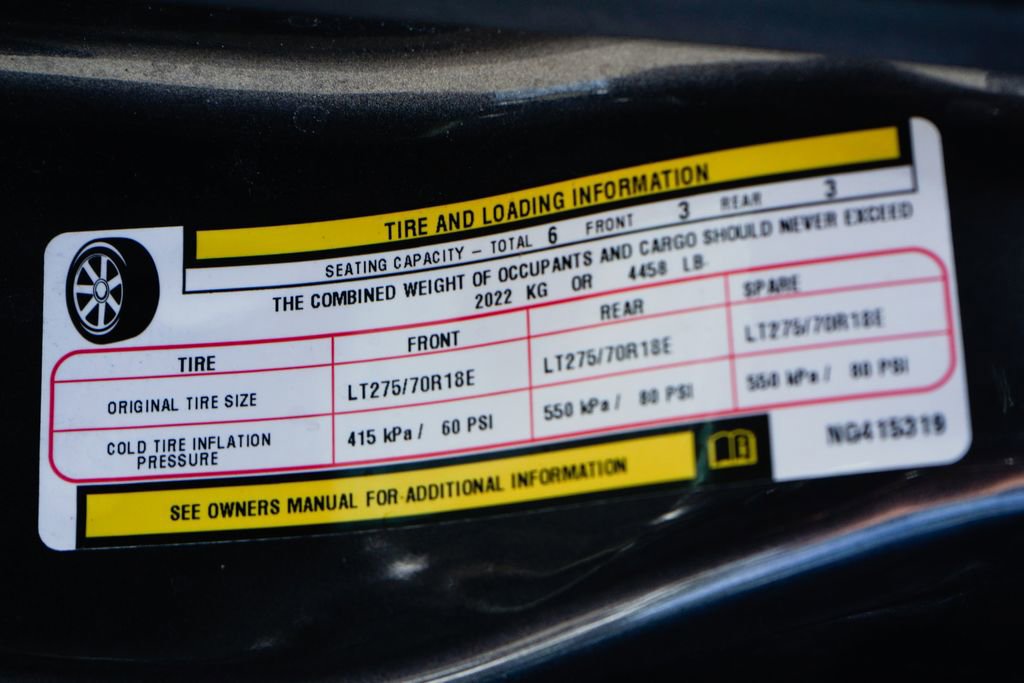 TIRE AND LOADING INFORMATION
SEATING CAPACITY - TOTAL 6 FRONT 3 REAR 3
THE COMBINED WEIGHT OF OCCUPANTS AND CARGO SHOULD NEVER EXCEED
2022 KG OR 4458 LB.
TIRE FRONT REAR SPARE
ORIGINAL TIRE SIZE LT275/70R18E LT275/70R18E LT275/70R18E
COLD TIRE INFLATION PRESSURE 415 kPa / 60 PSI 550 kPa / 80 PSI 550 kPa / 80 PSI
SEE OWNERS MANUAL FOR ADDITIONAL INFORMATION
NG415319